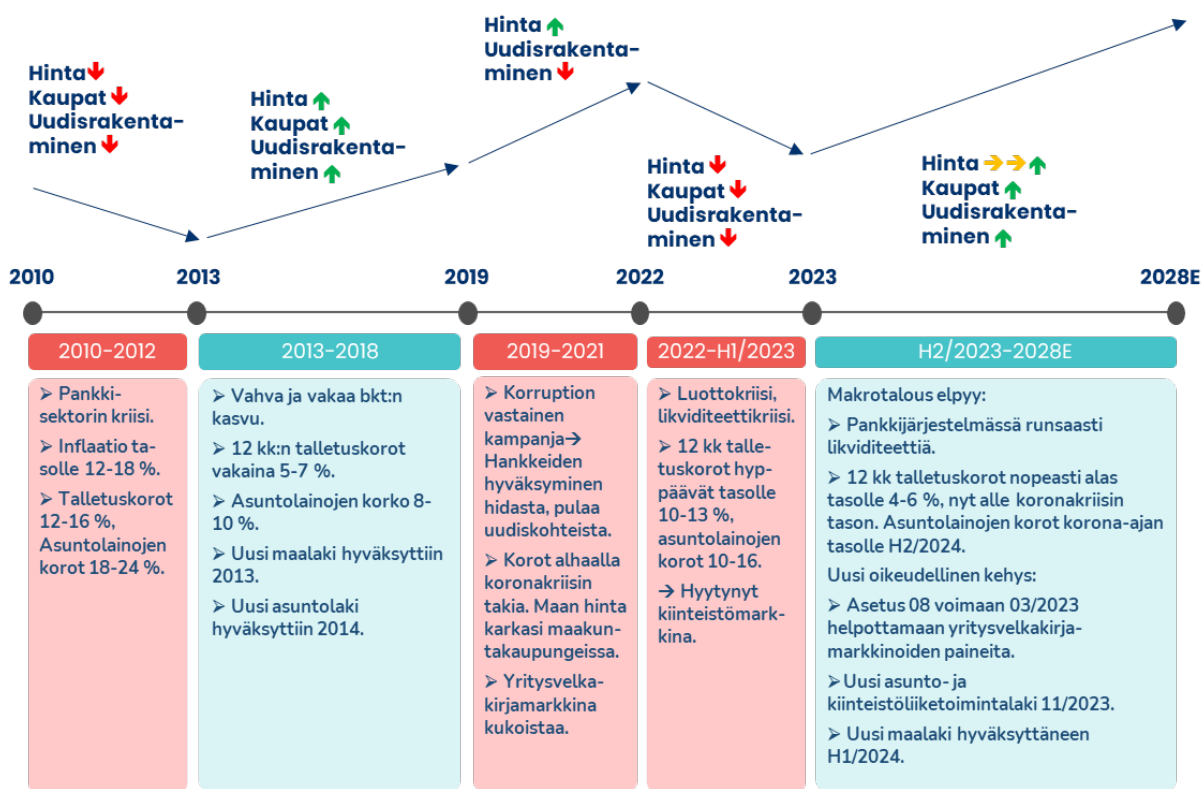 Hinta ↓
Kaupat ↓
Uudisrakenta-
minen ↓
Hinta ↑
Kaupat ↑
Uudisrakenta-
minen ↑
Hinta ↑
Uudisrakenta-
minen ↓
Hinta ↓
Kaupat ↓
Uudisrakenta-
minen ↓
Hinta →→↑
Kaupat ↑
Uudisrakenta-
minen ↑
2010
2013
2019
2022
2023
2028E
2010-2012
➢ Pankki-
sektorin kriisi.
➢ Inflaatio ta-
solle 12-18 %.
➢ Talletuskorot
12-16 %,
Asuntolainojen
korot 18-24 %.
2013-2018
➢ Vahva ja vakaa bkt:n
kasvu.
➢ 12 kk:n talletuskorot
vakaina 5-7 %.
➢ Asuntolainojen korko 8-
10 %.
➢ Uusi maalaki hyväksyttiin
2013.
➢ Uusi asuntolaki
hyväksyttiin 2014.
2019-2021
➢ Korruption
vastainen
kampanja→
Hankkeiden
hyväksyminen
hidasta, pulaa
uudiskohteista.
➢ Korot alhaalla
koronakriisin
takia. Maan hinta
karkasi maakun-
takaupungeissa.
➢ Yritysvelka-
kirjamarkkina
kukoistaa.
2022-H1/2023
➢ Luottokriisi,
likviditeettikriisi.
➢ 12 kk talle-
tuskorot hyp-
päävät tasolle
10-13 %,
asuntolainojen
korot 10-16.
→ Hyytynyt
kiinteistömark-
kina.
H2/2023-2028E
Makrotalous elpyy:
➢ Pankkijärjestelmässä runsaasti
likviditeettiä.
➢ 12 kk talletuskorot nopeasti alas
tasolle 4-6 %, nyt alle koronakriisin
tason. Asuntolainojen korot korona-ajan
tasolle H2/2024.
Uusi oikeudellinen kehys:
➢ Asetus 08 voimaan 03/2023
helpottamaan yritysvelkakirja-
markkinoiden paineita.
➢Uusi asunto- ja
kiinteistöliiketoimintalaki 11/2023.
➢ Uusi maalaki hyväksyttäneen
H1/2024.